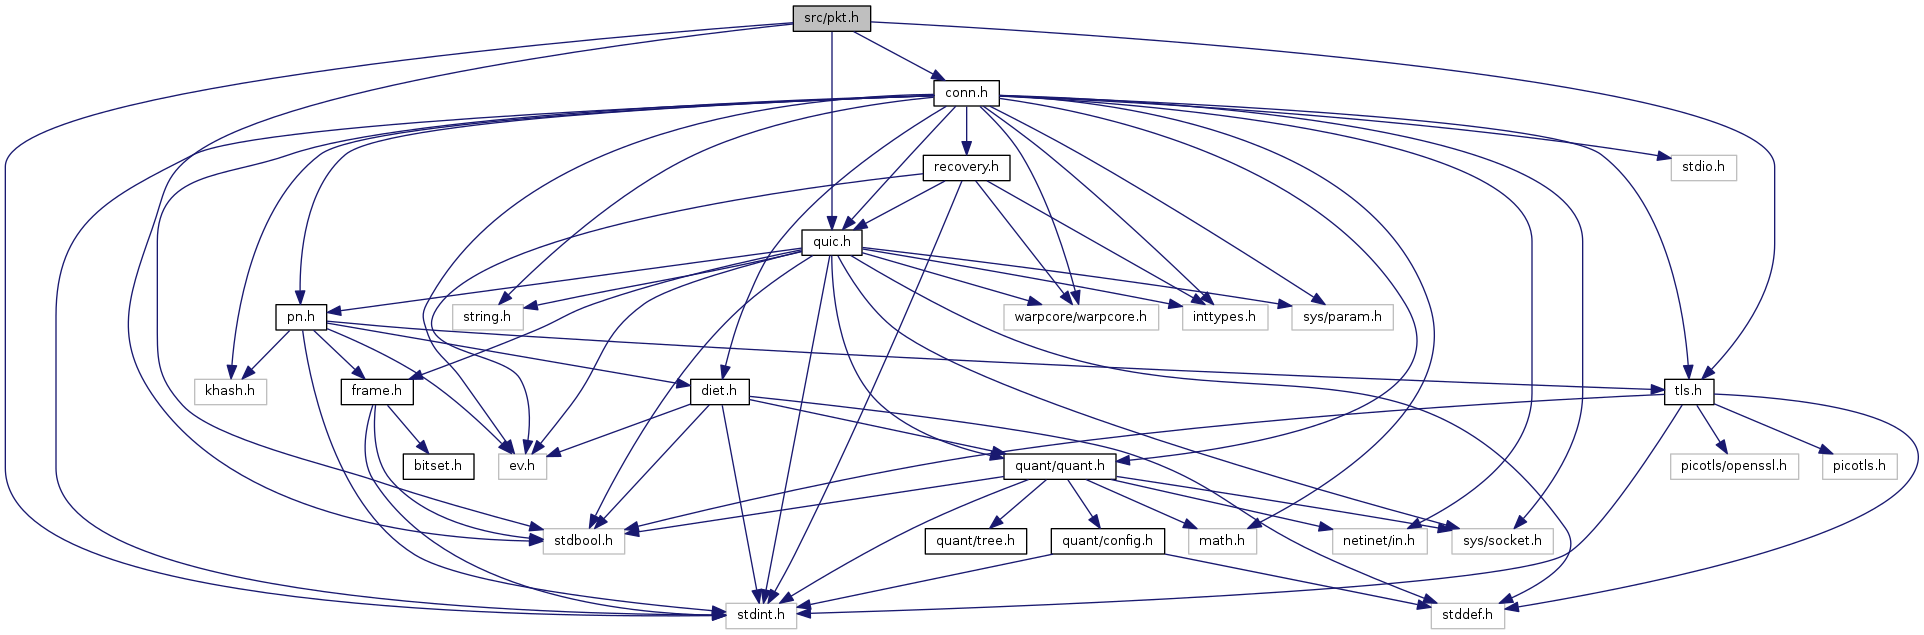 src/pkt.h
conn.h
recovery.h
stdio.h
quic.h
pn.h
string.h
warpcore/warpcore.h
inttypes.h
sys/param.h
khash.h
frame.h
diet.h
tls.h
bitset.h
ev.h
quant/quant.h
picotls/openssl.h
picotls.h
stdbool.h
quant/tree.h
quant/config.h
math.h
netinet/in.h
sys/socket.h
stdint.h
stddef.h